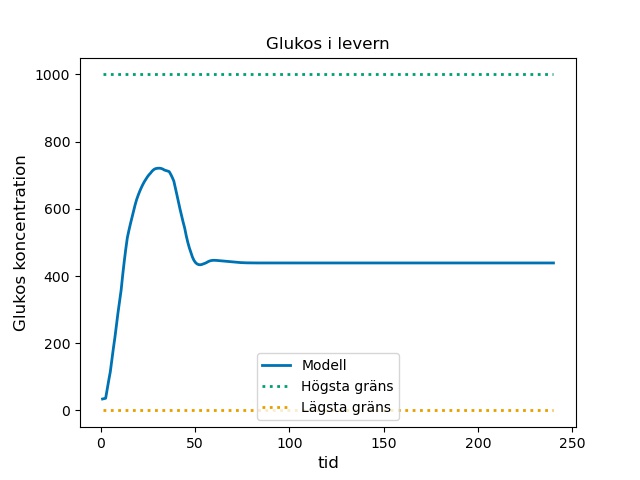 Glukos i levern
Glukos koncentration
1000
800
600
400
200
0
0 50 100 150 200 250
tid
Modell
Högsta gräns
Lägsta gräns